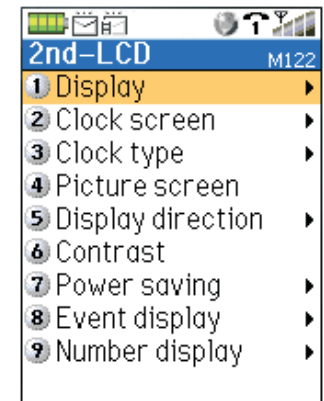 1
2nd-LCD M122
1 Display
2 Clock screen
3 Clock type
4 Picture screen
5 Display direction
6 Contrast
7 Power saving
8 Event display
9 Number display